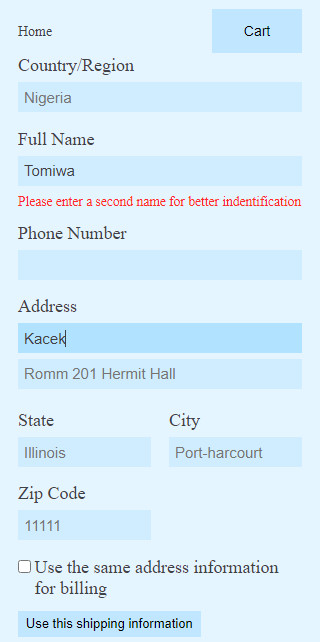 Home
Cart
Country/Region
Nigeria
Full Name
Tomiwa
Please enter a second name for better indentification
Phone Number
Address
Kacek
Romm 201 Hermit Hall
State
City
Illinois
Port-harcourt
Zip Code
11111
Use the same address information
for billing
Use this shipping information